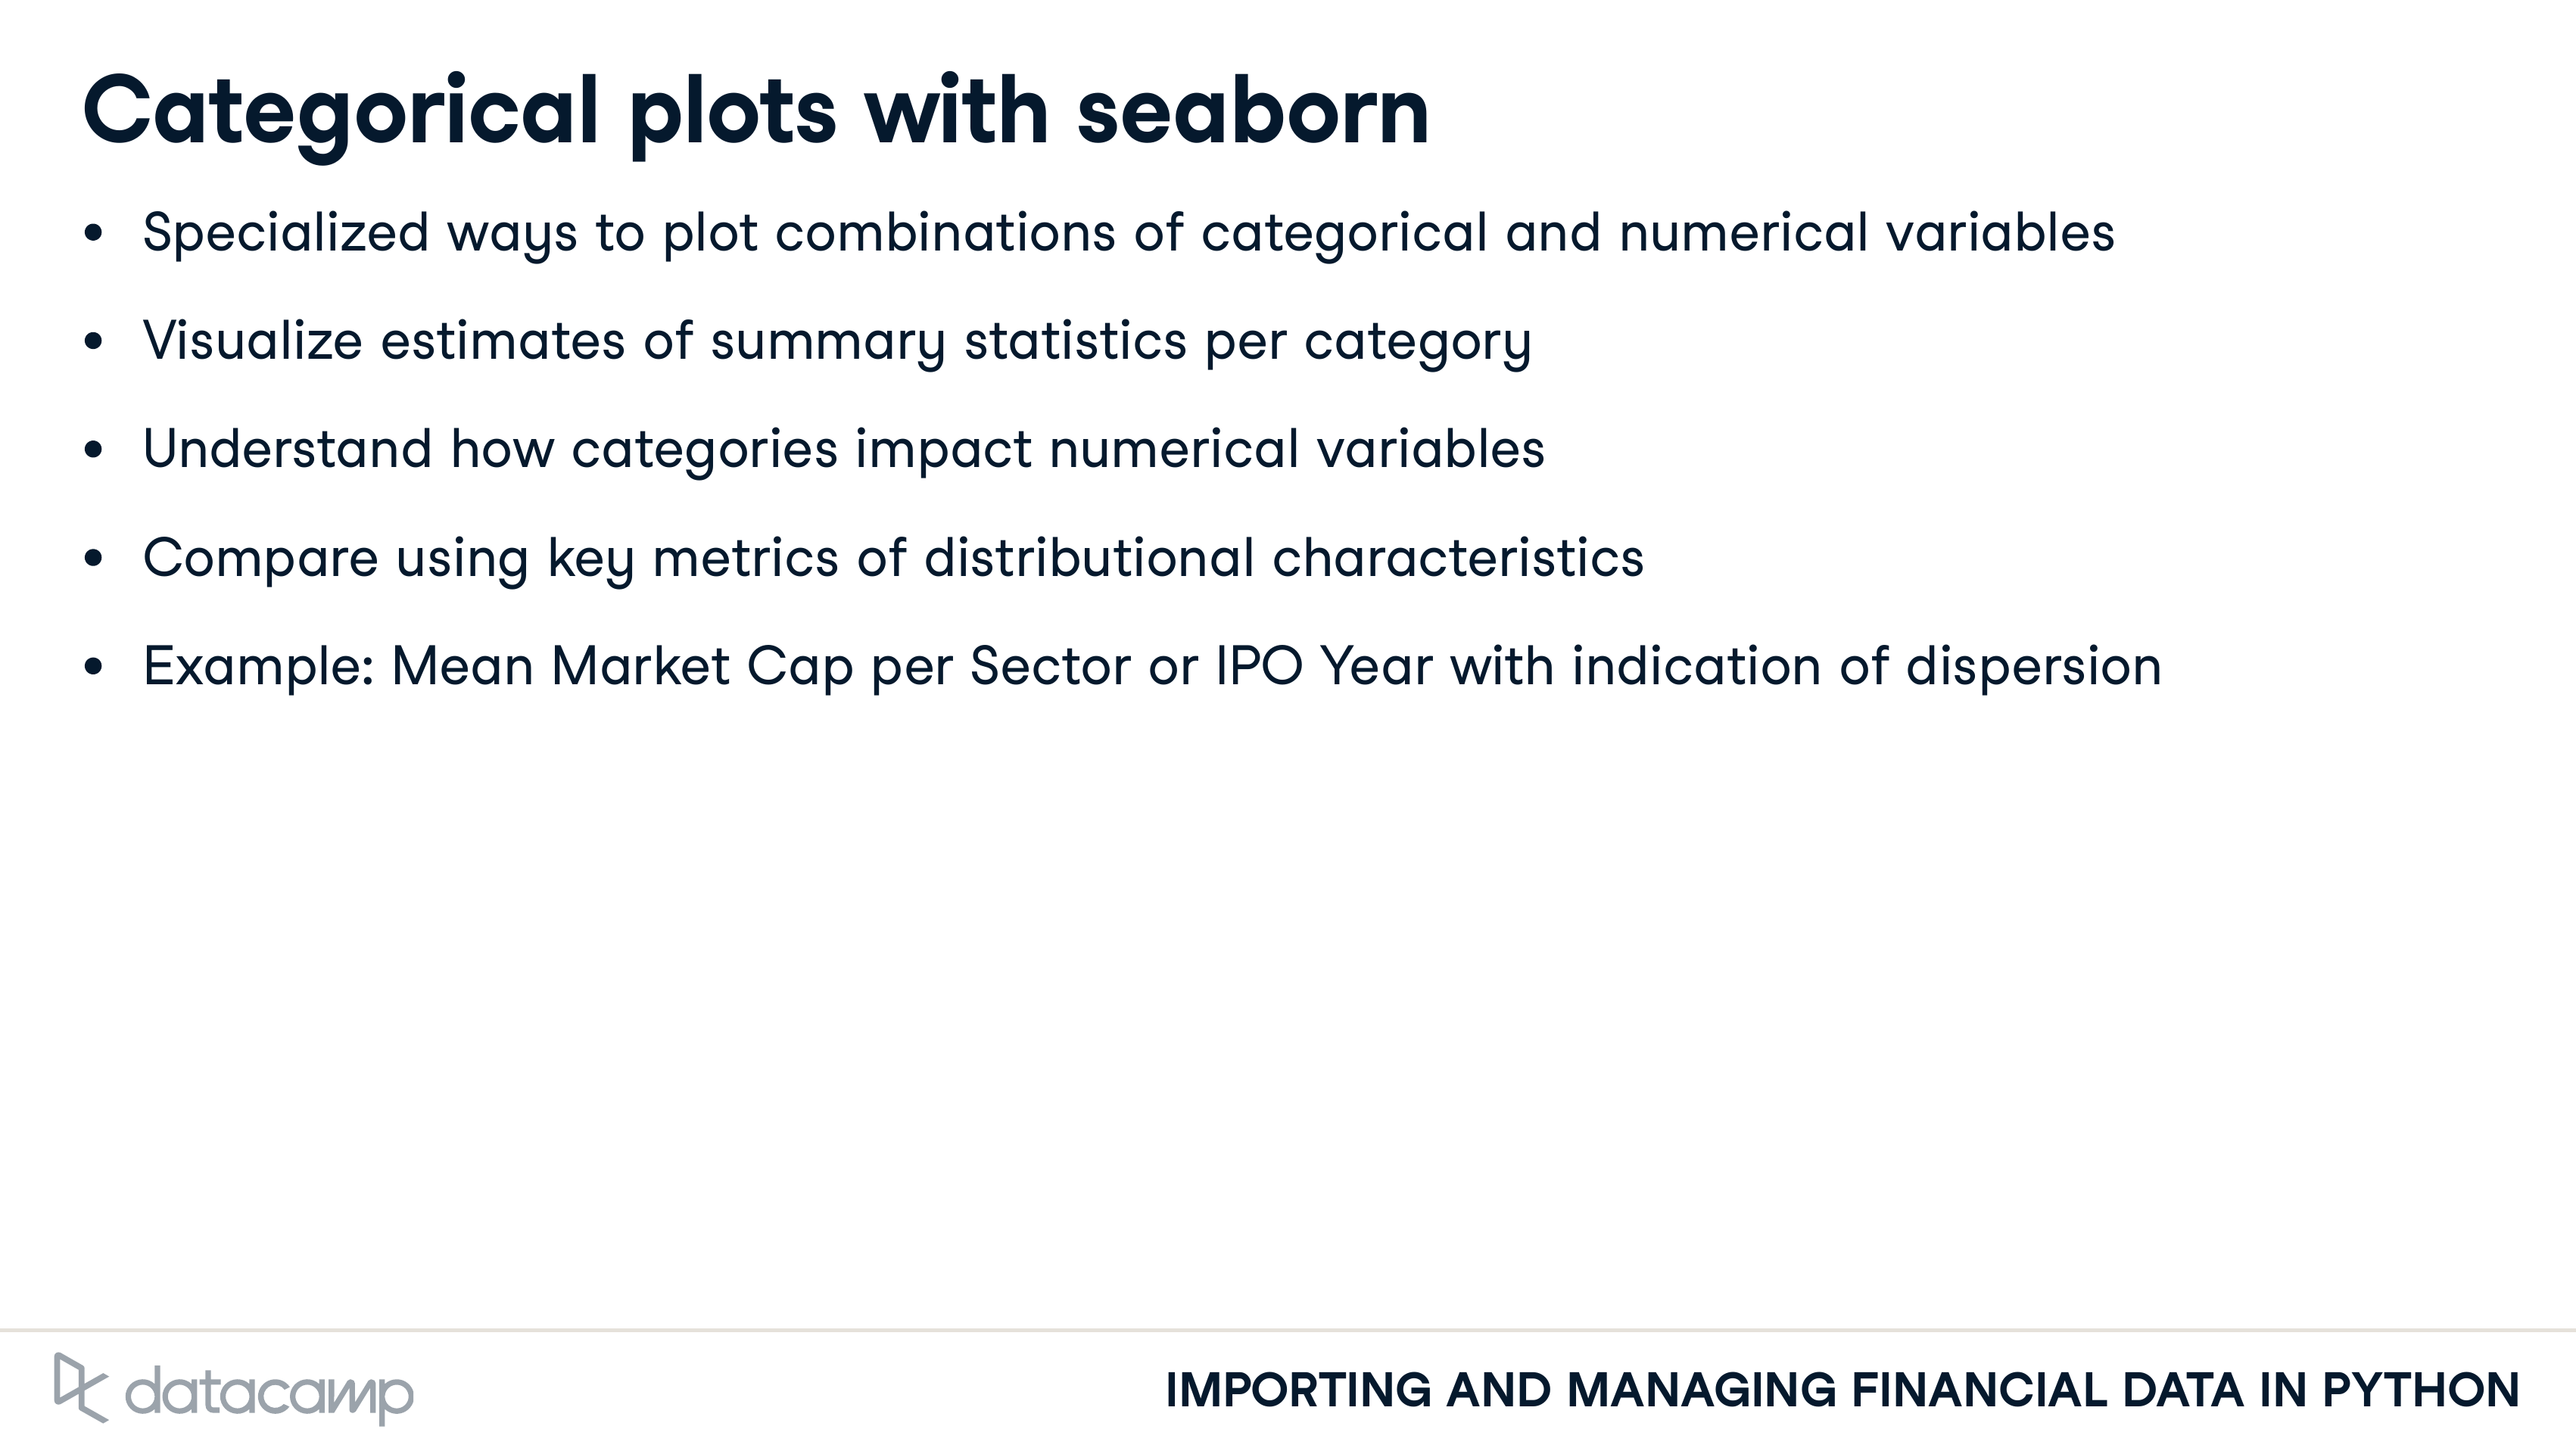 Categorical plots with seaborn
• Specialized ways to plot combinations of categorical and numerical variables
• Visualize estimates of summary statistics per category
• Understand how categories impact numerical variables
• Compare using key metrics of distributional characteristics
• Example: Mean Market Cap per Sector or IPO Year with indication of dispersion
datacamp
IMPORTING AND MANAGING FINANCIAL DATA IN PYTHON